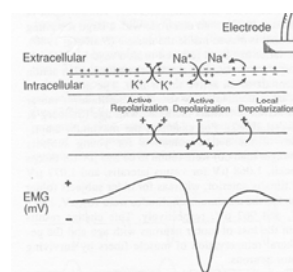 Electrode
Extracellular
Na⁺ Na⁺
Intracellular
K⁺ K⁺
Active Repolarization
Active Depolarization
Local Depolarization
+ − +
+ + +
EMG (mV)
+
−